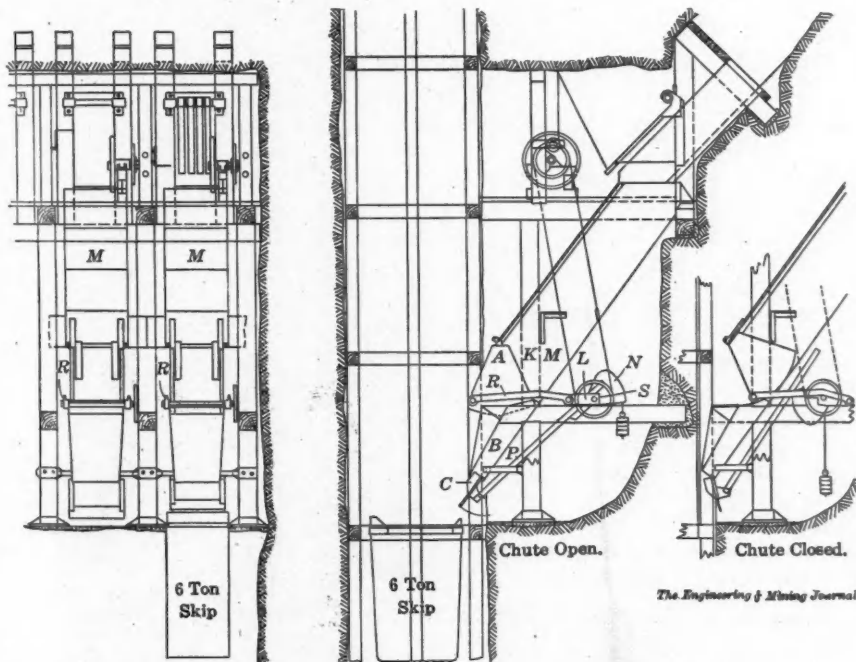 M
M
R
R
6 Ton
Skip
A
K
M
L
N
R
S
B
P
C
Chute Open.
Chute Closed.
6 Ton
Skip
The Engineering & Mining Journal